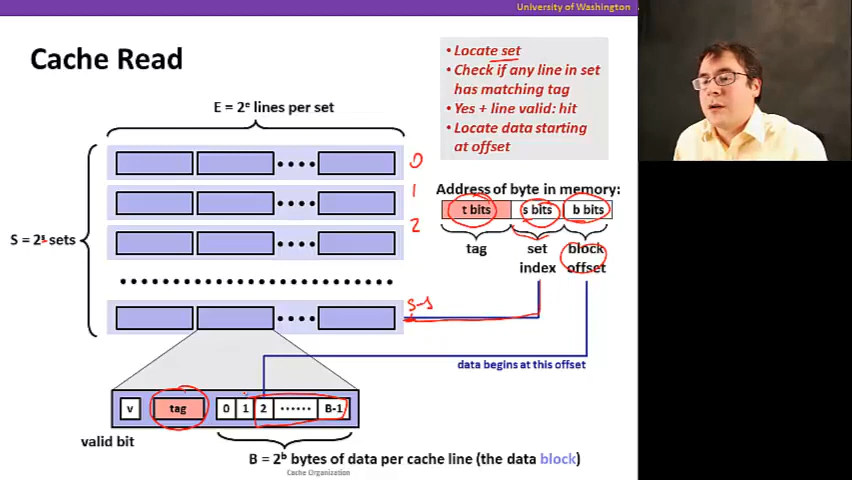 University of Washington
Cache Read
• Locate set
• Check if any line in set
has matching tag
• Yes + line valid: hit
• Locate data starting
at offset
E = 2^e lines per set
0
1
2
S = 2^s sets
S-1
Address of byte in memory:
t bits s bits b bits
tag set block
index offset
data begins at this offset
v tag 0 1 2 •••••• B-1
valid bit
B = 2^b bytes of data per cache line (the data block)
Cache Organization